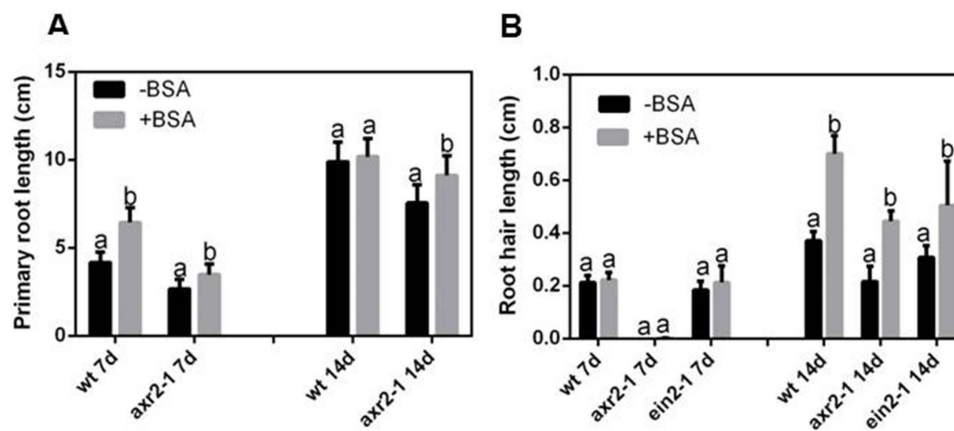 A
Primary root length (cm)
15
10
5
0
-BSA
+BSA
a
b
a
b
a
a
a
b
wt 7d
axr2-1 7d
wt 14d
axr2-1 14d
B
Root hair length (cm)
1.0
0.8
0.6
0.4
0.2
0.0
-BSA
+BSA
a a
a a
a a
a
b
a
b
a
b
wt 7d
axr2-1 7d
ein2-1 7d
wt 14d
axr2-1 14d
ein2-1 14d